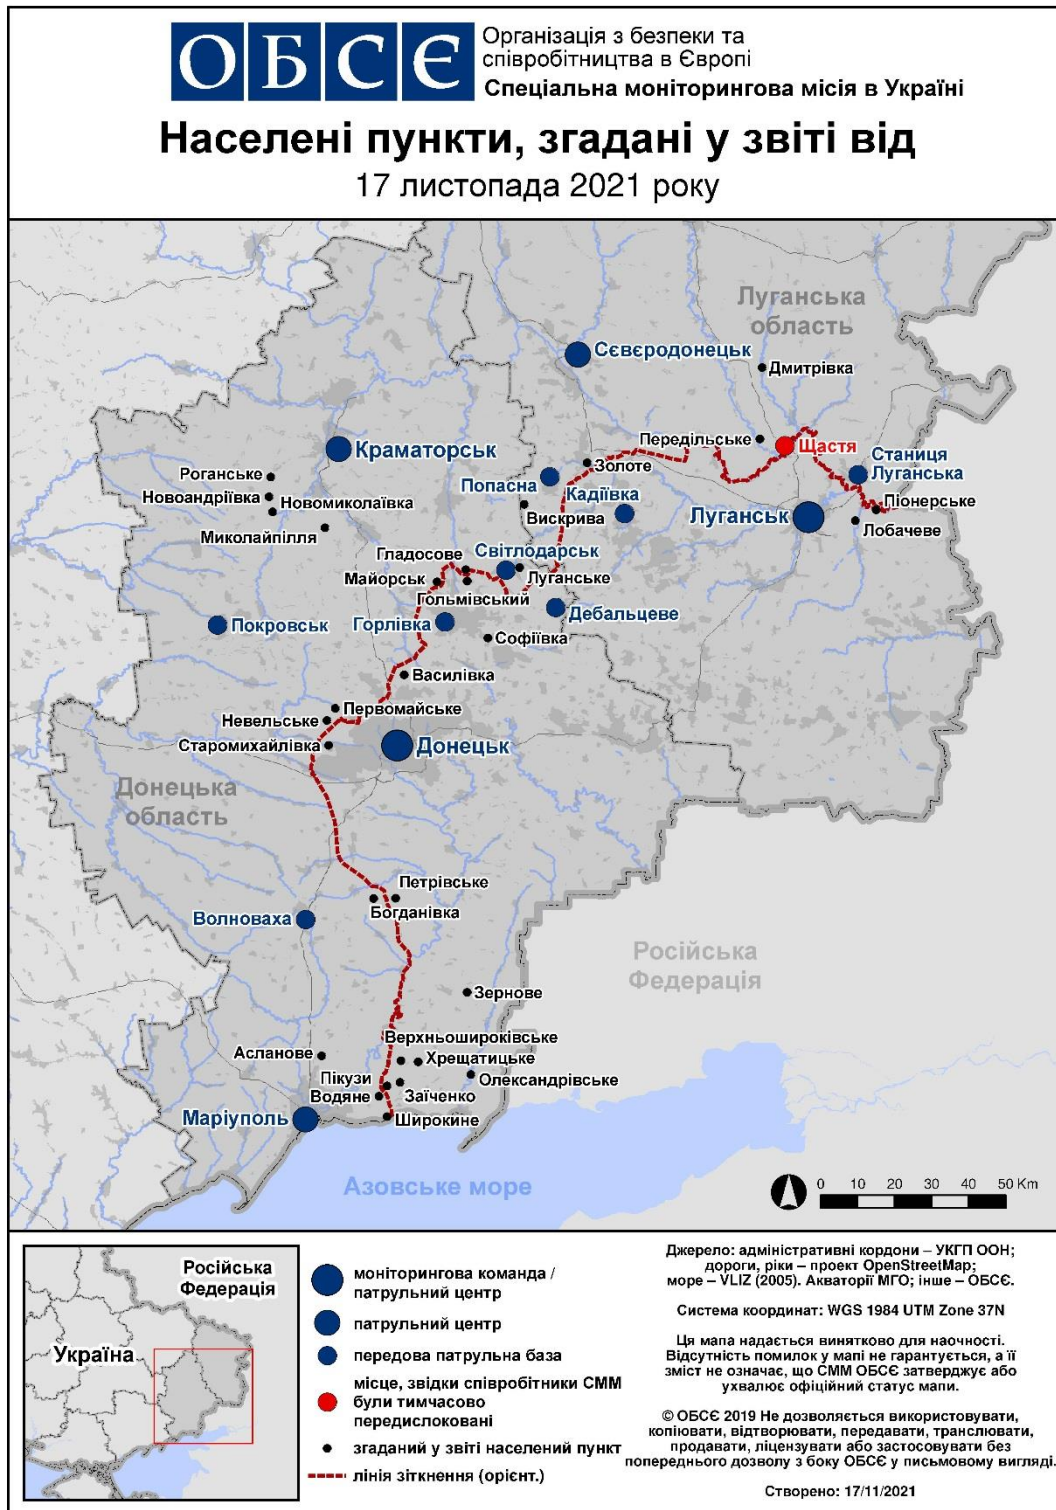 ОБСЄ
Організація з безпеки та
співробітництва в Європі
Спеціальна моніторингова місія в Україні
Населені пункти, згадані у звіті від
17 листопада 2021 року
Луганська
область
Сєвєродонецьк
Дмитрівка
Передільське
Щастя
Краматорськ
Золоте
Станиця
Луганська
Роганське
Попасна
Кадіївка
Новоандріївка
Новомиколаївка
Вискрива
Луганськ
Піонерське
Миколайпілля
Лобачеве
Гладосове
Світлодарськ
Майорськ
Луганське
Гольмівський
Дебальцеве
Покровськ
Горлівка
Софіївка
Василівка
Первомайське
Невельське
Старомихайлівка
Донецьк
Донецька
область
Петрівське
Богданівка
Волноваха
Російська
Федерація
Зернове
Верхньошироківське
Асланове
Хрещатицьке
Пікузи
Олександрівське
Водяне
Заїченко
Маріуполь
Широкине
Азовське море
0 10 20 30 40 50 Km
Російська
Федерація
Україна
моніторингова команда /
патрульний центр
патрульний центр
передова патрульна база
місце, звідки співробітники СММ
були тимчасово
передислоковані
згаданий у звіті населений пункт
лінія зіткнення (орієнт.)
Джерело: адміністративні кордони – УКГП ООН;
дороги, ріки – проект OpenStreetMap;
море – VLIZ (2005). Акваторії МГО; інше – ОБСЄ.
Система координат: WGS 1984 UTM Zone 37N
Ця мапа надається винятково для наочності.
Відсутність помилок у мапі не гарантується, а її
зміст не означає, що СММ ОБСЄ затверджує або
ухвалює офіційний статус мапи.
© ОБСЄ 2019 Не дозволяється використовувати,
копіювати, відтворювати, передавати, транслювати,
продавати, ліцензувати або застосовувати без
попереднього дозволу з боку ОБСЄ у письмовому вигляді.
Створено: 17/11/2021